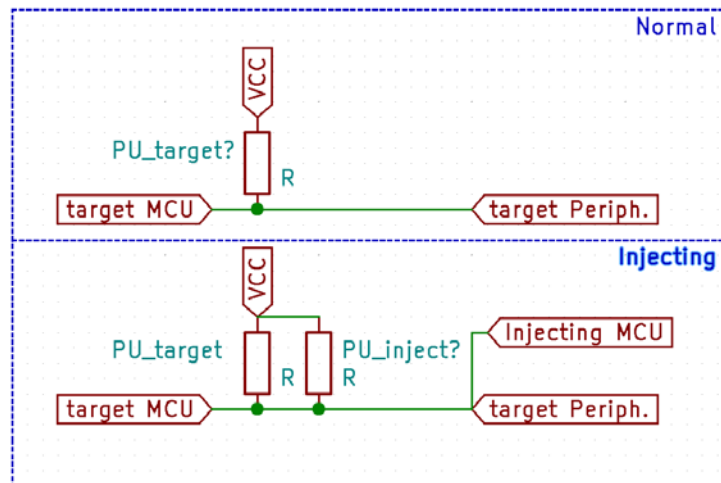 Normal
VCC
PU_target?
R
target MCU
target Periph.
Injecting
VCC
PU_target
R
PU_inject?
R
Injecting MCU
target MCU
target Periph.